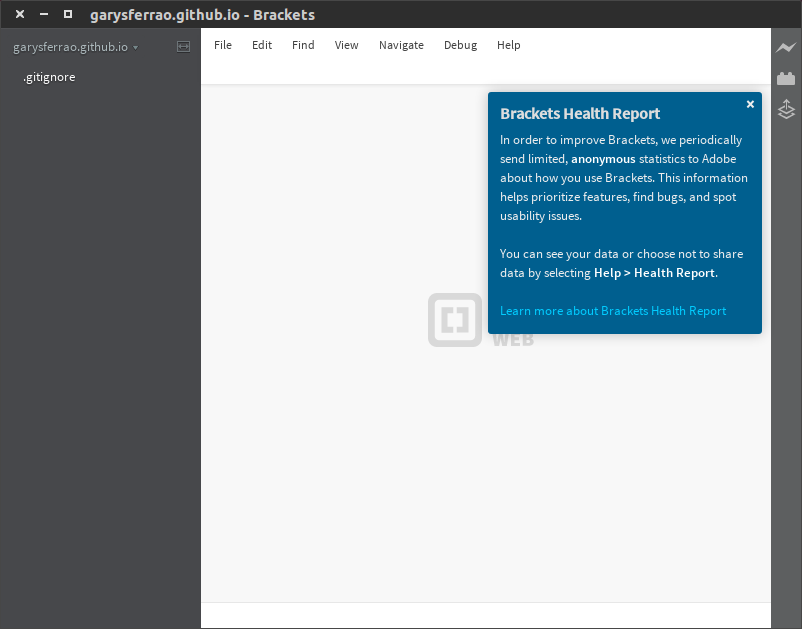 garysferrao.github.io - Brackets
garysferrao.github.io
File Edit Find View Navigate Debug Help
.gitignore
Brackets Health Report
In order to improve Brackets, we periodically
send limited, anonymous statistics to Adobe
about how you use Brackets. This information
helps prioritize features, find bugs, and spot
usability issues.
You can see your data or choose not to share
data by selecting Help > Health Report.
Learn more about Brackets Health Report
WEB